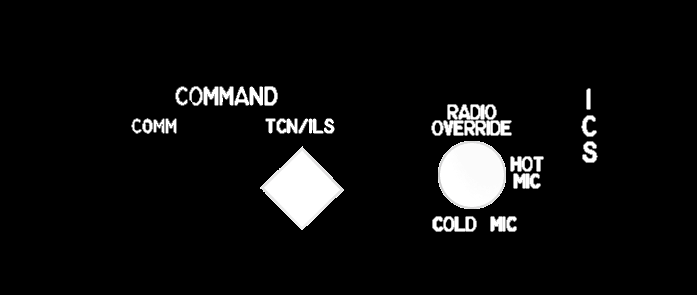 COMMAND
COMM TCN/ILS
RADIO
OVERRIDE
HOT
MIC
COLD MIC
I
C
S